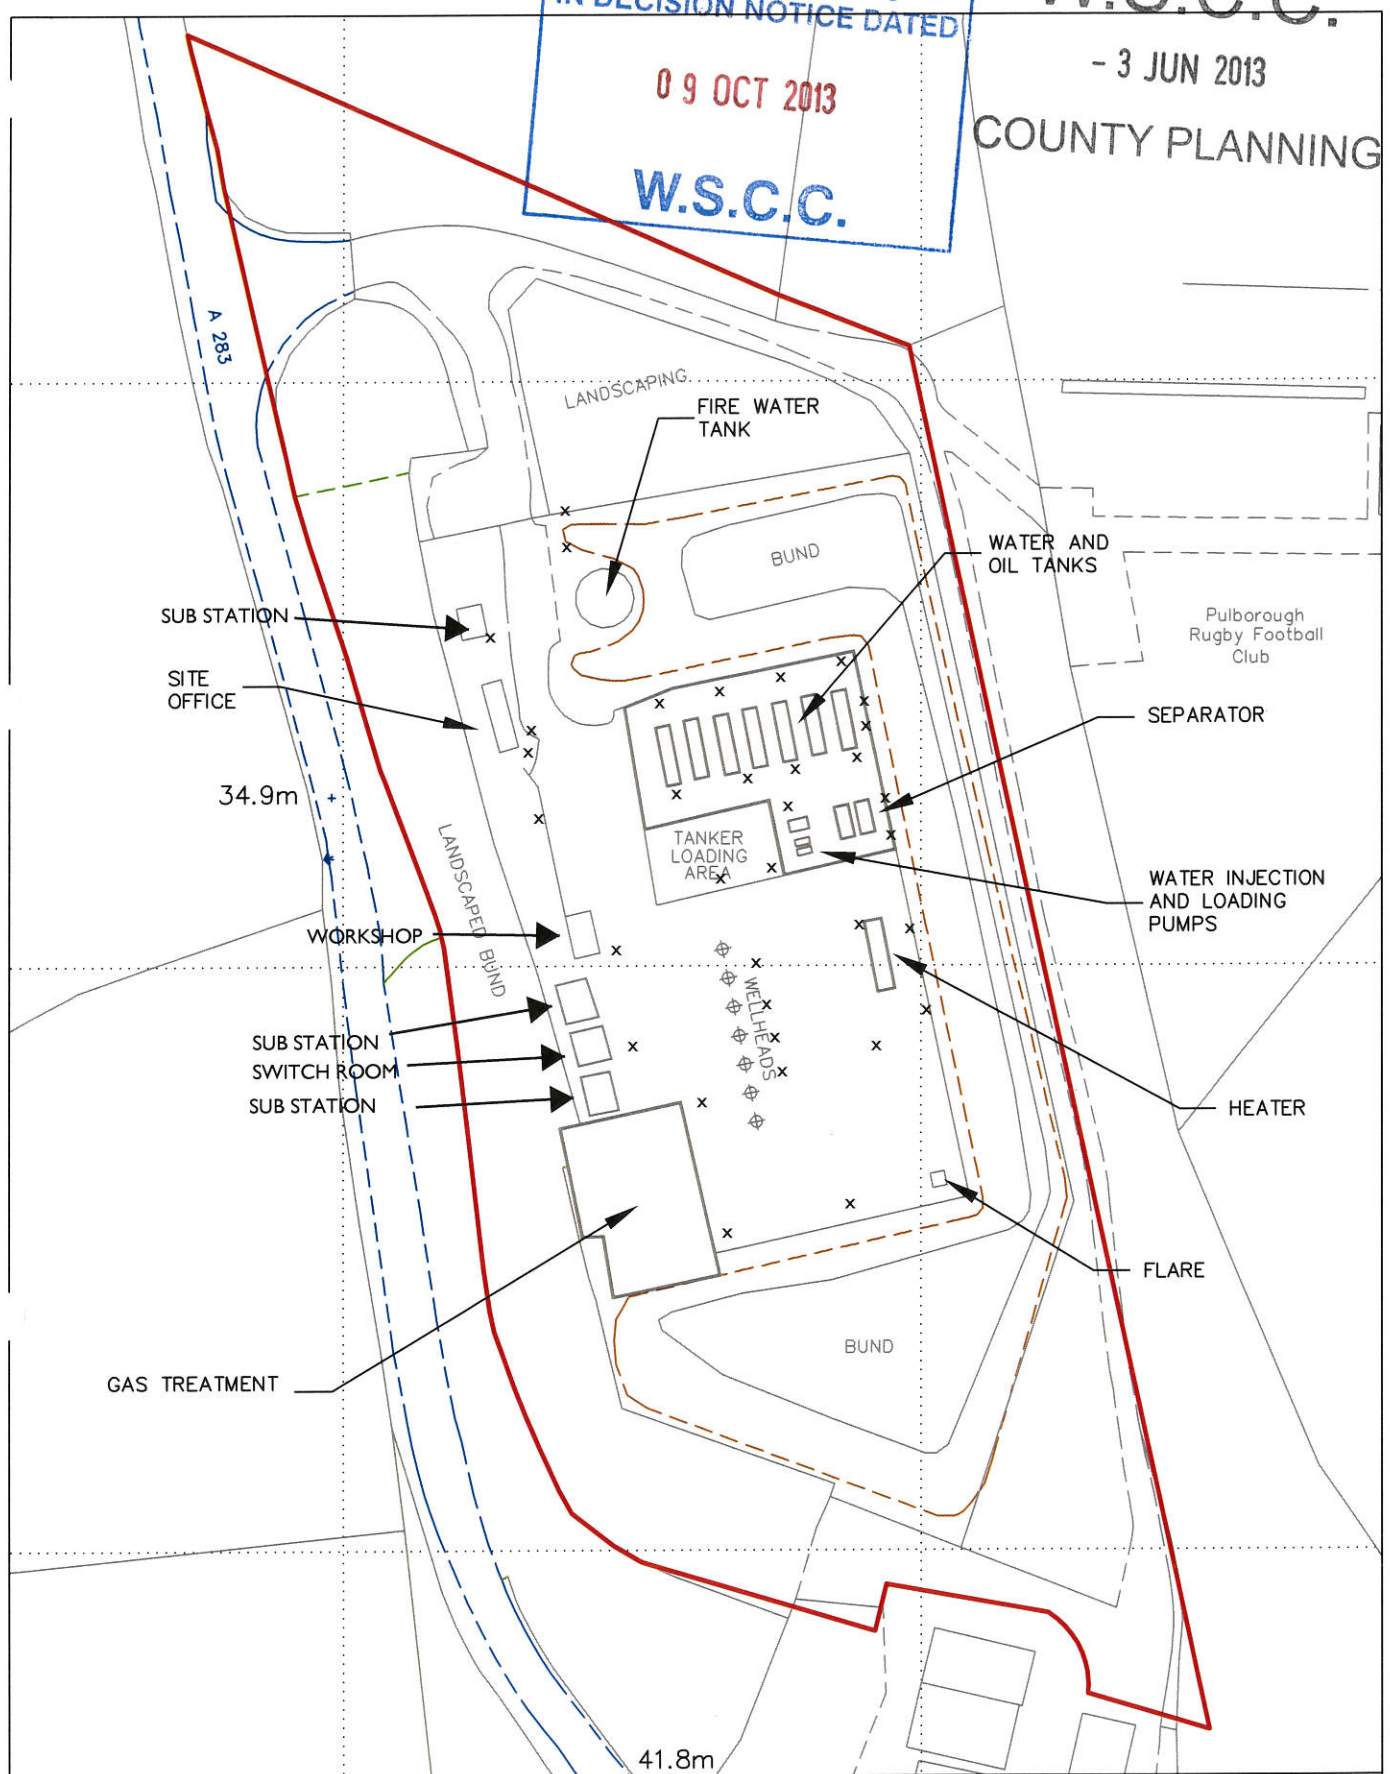 IN DECISION NOTICE DATED
09 OCT 2013
W.S.C.C.
W.S.C.C.
- 3 JUN 2013
COUNTY PLANNING
A 283
LANDSCAPING
FIRE WATER
TANK
BUND
WATER AND
OIL TANKS
Pulborough
Rugby Football
Club
SUB STATION
SITE
OFFICE
SEPARATOR
34.9m
TANKER
LOADING
AREA
LANDSCAPED BUND
WATER INJECTION
AND LOADING
PUMPS
WORKSHOP
WELLHEADS
SUB STATION
SWITCH ROOM
SUB STATION
HEATER
FLARE
BUND
GAS TREATMENT
41.8m